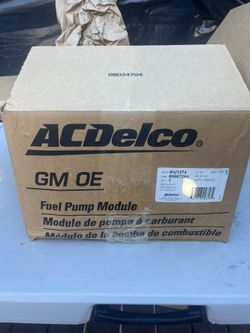 08034704
ACDelco®
GM OE
Fuel Pump Module
Module de pompe à carburant
Módulo de la bomba de combustible